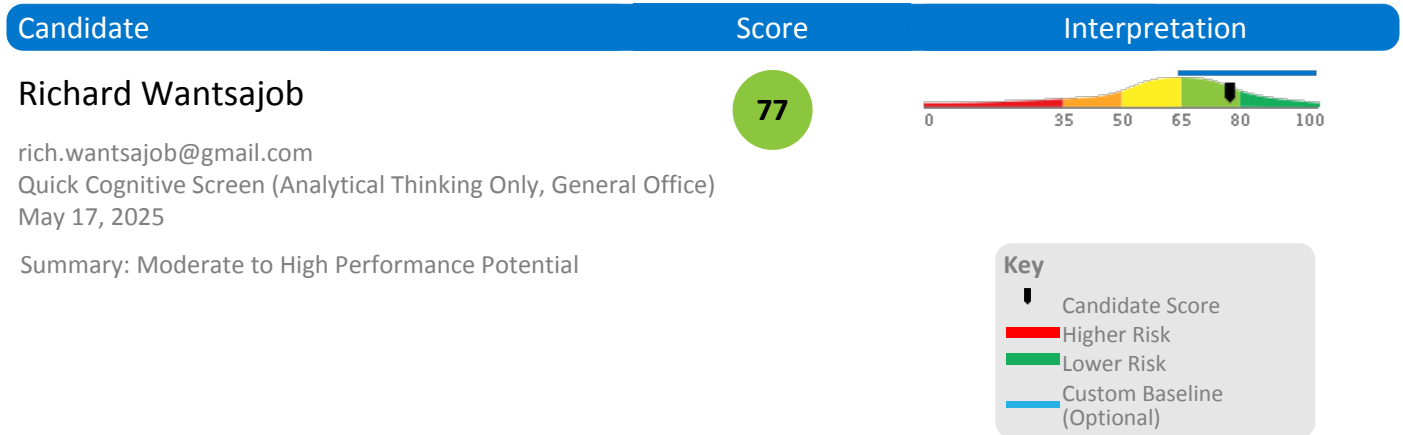 Candidate Score Interpretation
Richard Wantsajob
77
0 35 50 65 80 100
rich.wantsajob@gmail.com
Quick Cognitive Screen (Analytical Thinking Only, General Office)
May 17, 2025
Summary: Moderate to High Performance Potential
Key
Candidate Score
Higher Risk
Lower Risk
Custom Baseline
(Optional)